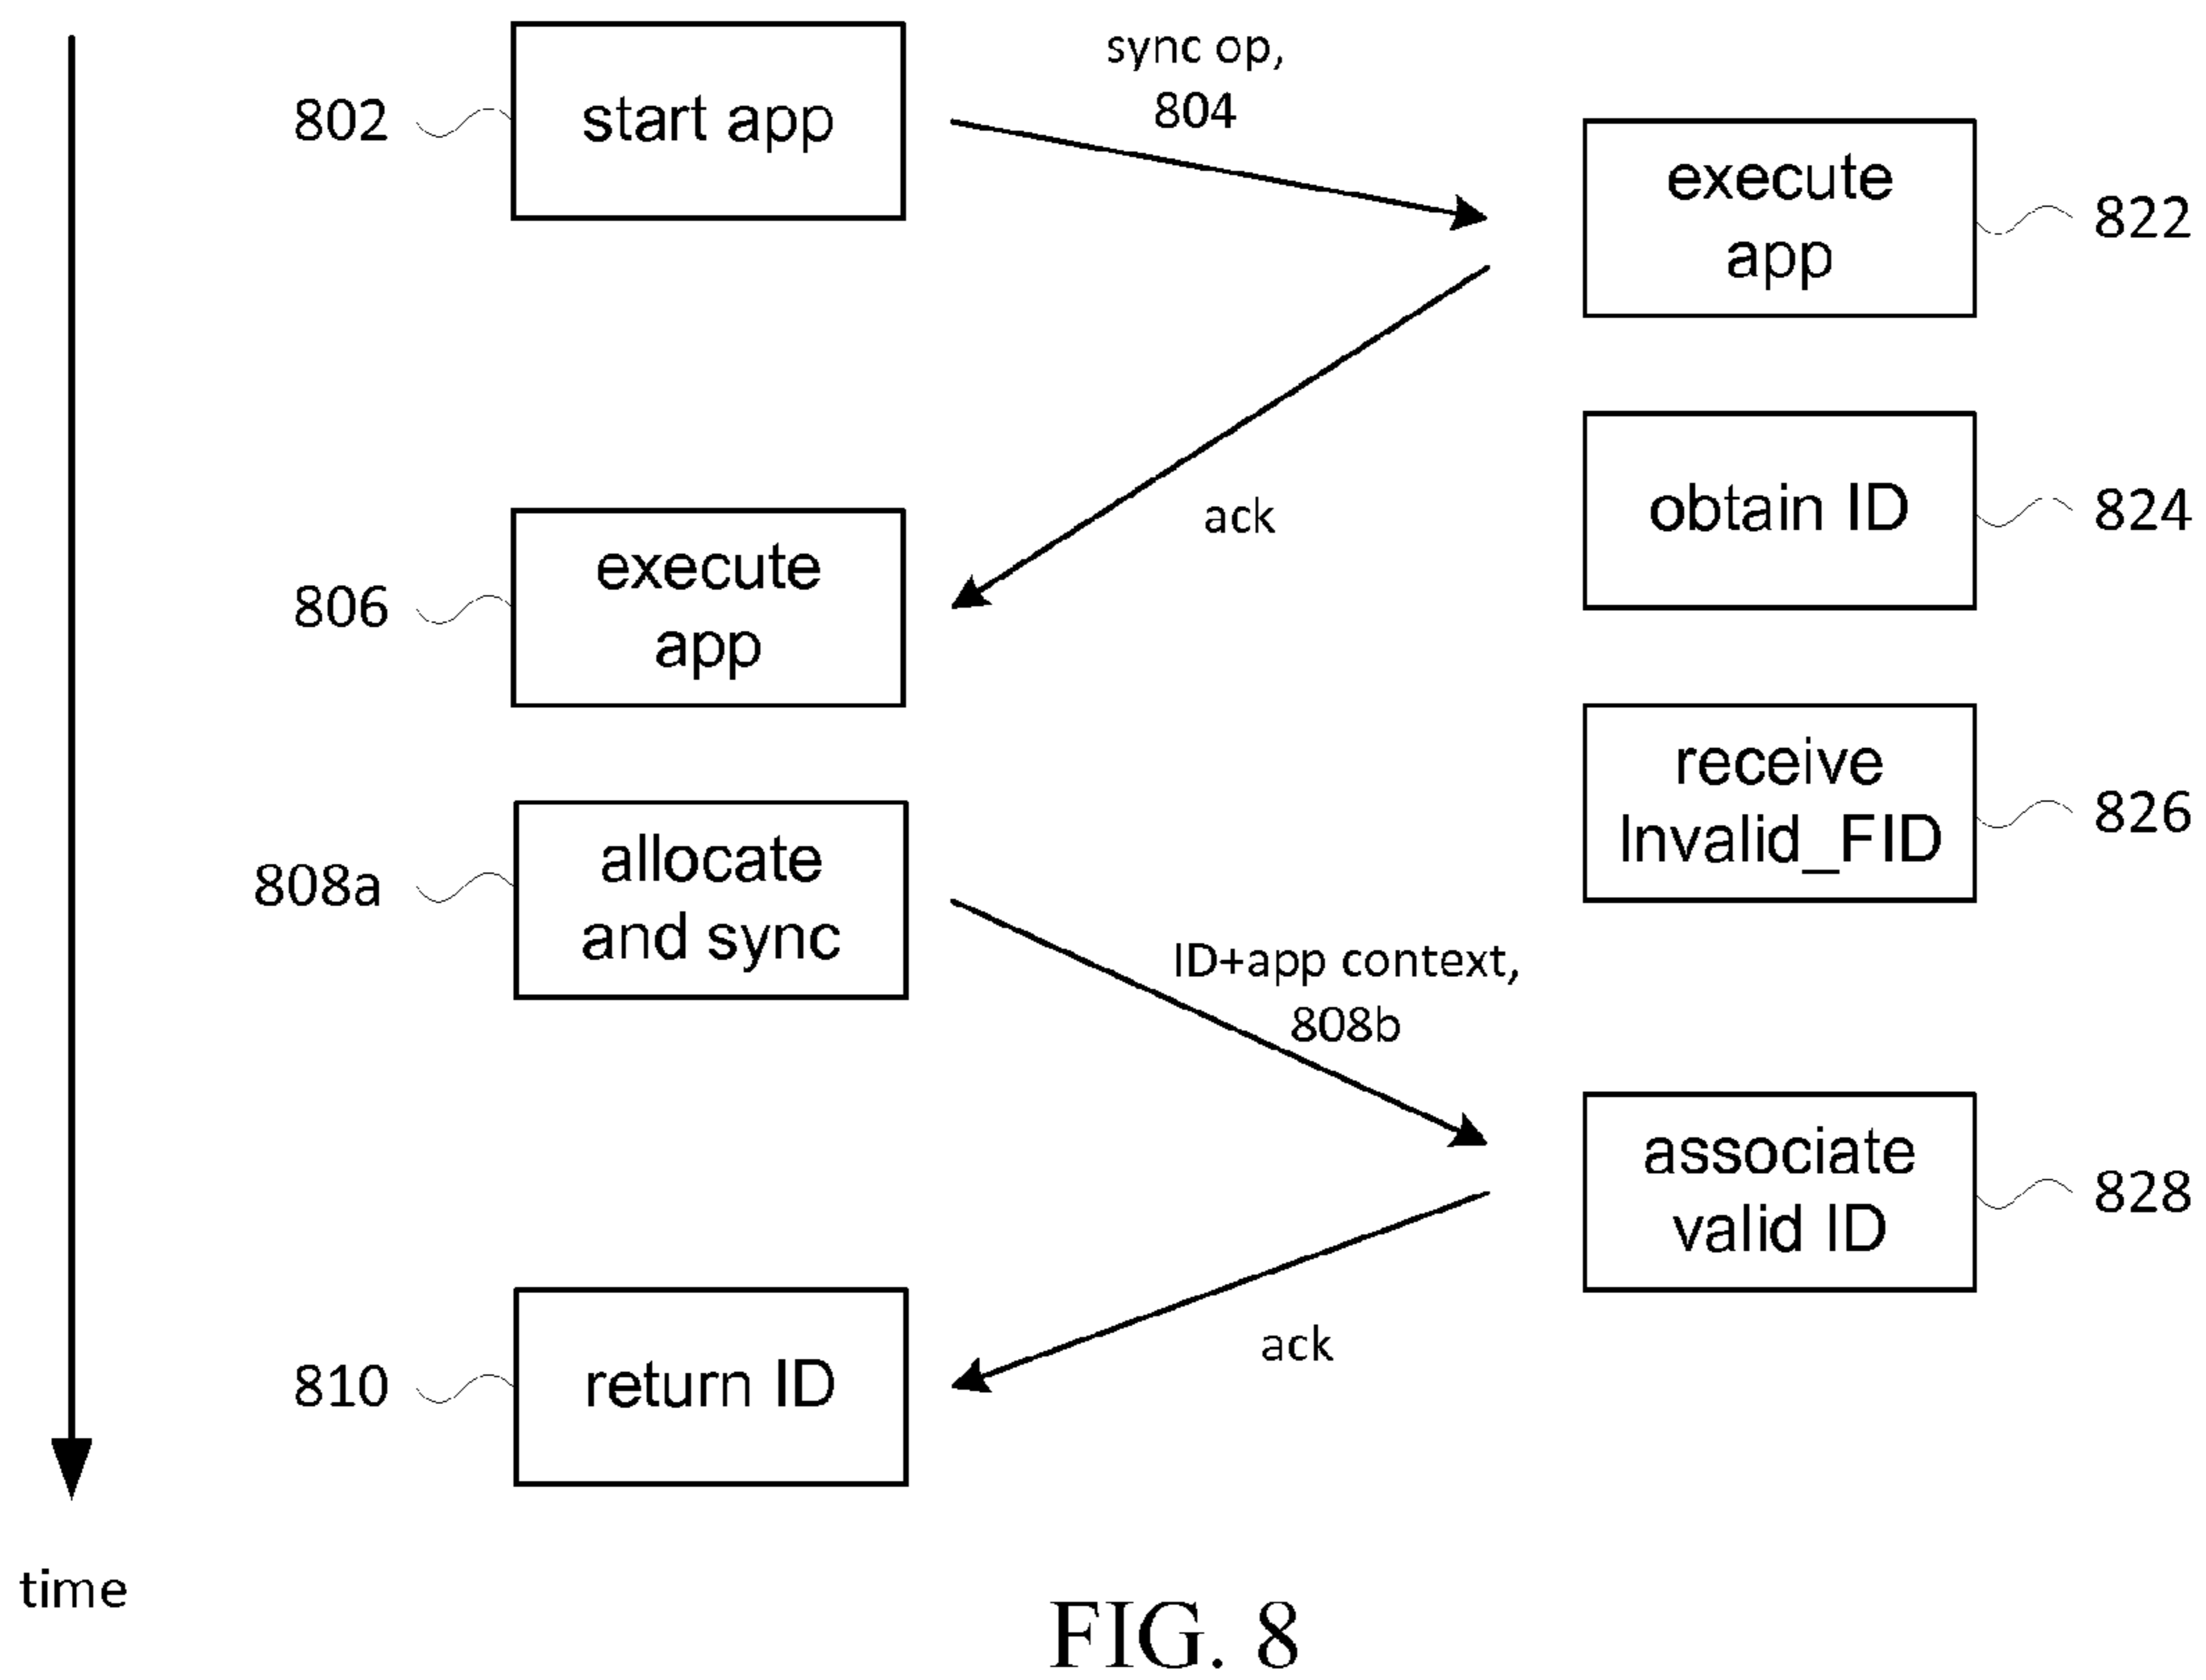 sync op,
804
802
start app
execute
app
822
ack
obtain ID
824
806
execute
app
receive
Invalid_FID
826
808a
allocate
and sync
ID+app context,
808b
associate
valid ID
828
ack
810
return ID
time
FIG. 8